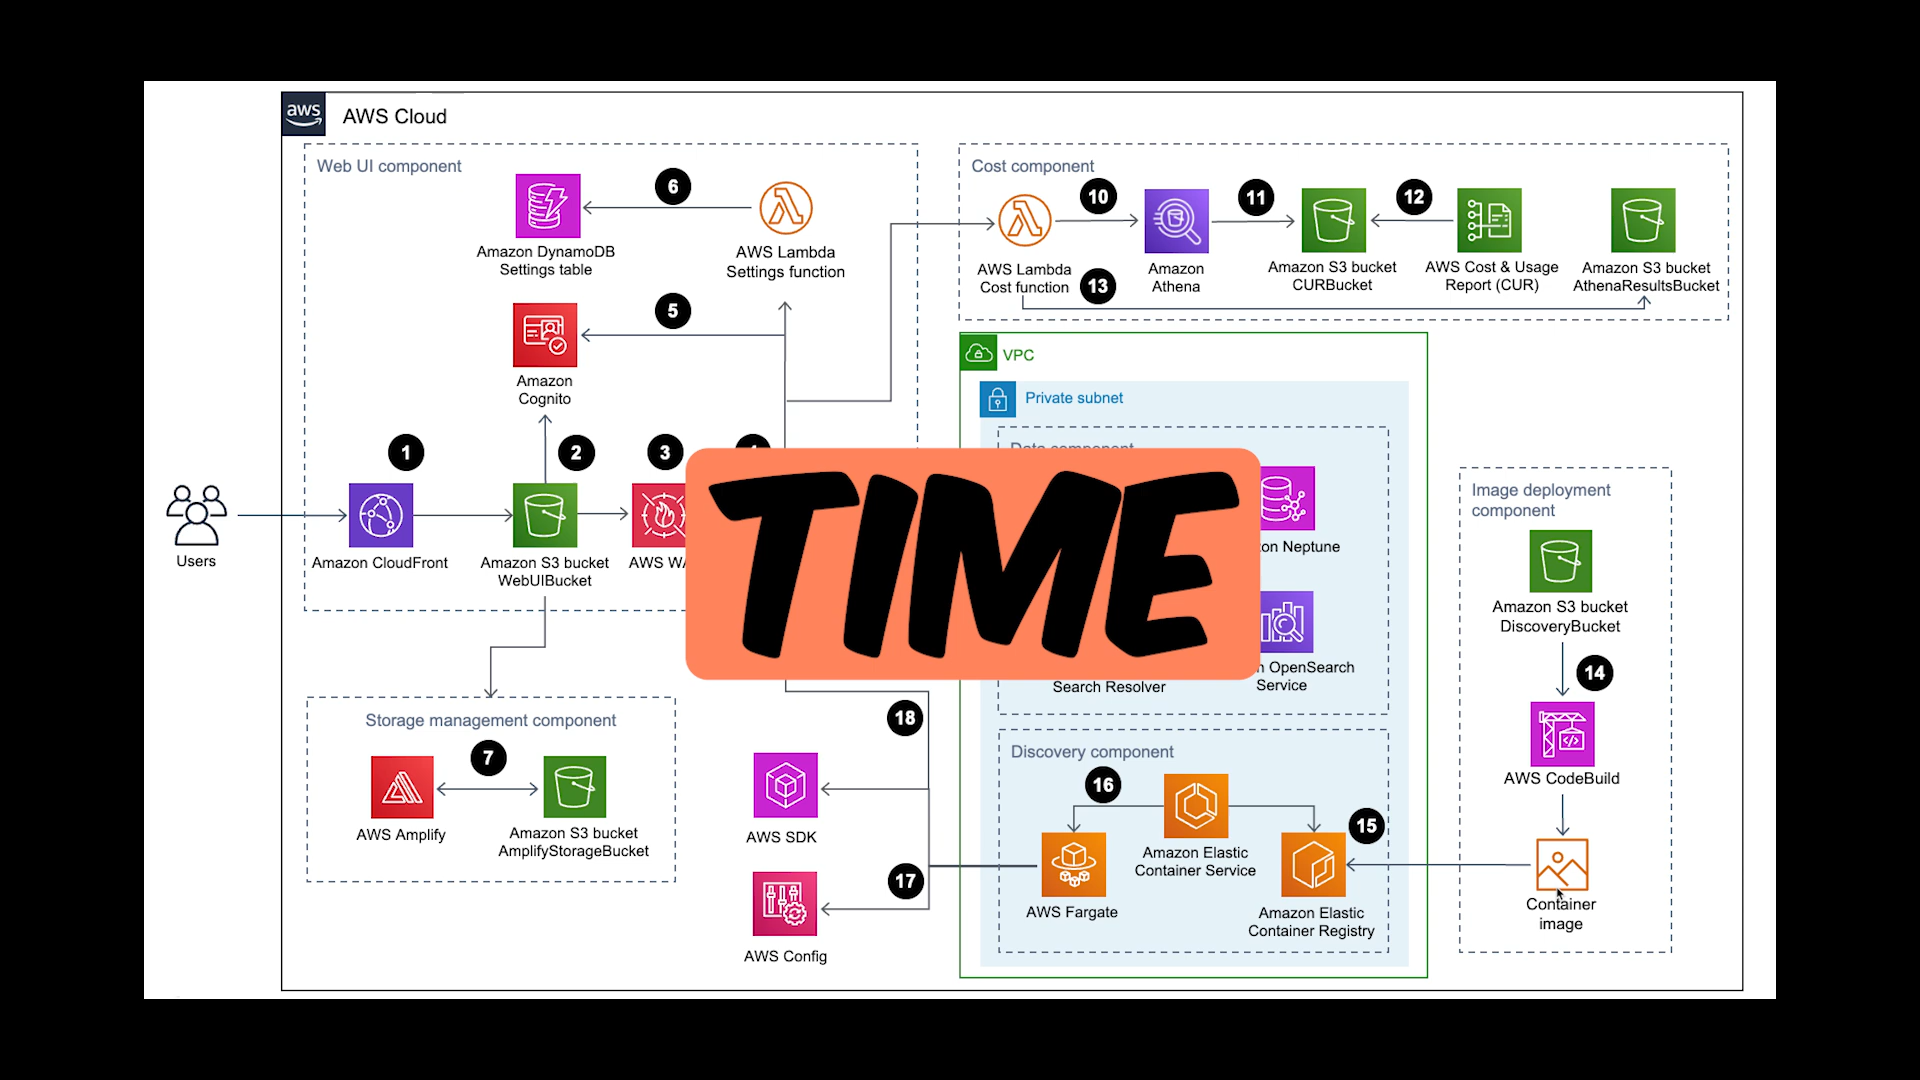 aws
AWS Cloud
Web UI component
6
Amazon DynamoDB
Settings table
AWS Lambda
Settings function
5
Amazon
Cognito
1
2
3
Users
Amazon CloudFront
Amazon S3 bucket
WebUIBucket
AWS
TIME
Cost component
10
11
12
AWS Lambda
Cost function
13
Amazon
Athena
Amazon S3 bucket
CURBucket
AWS Cost & Usage
Report (CUR)
Amazon S3 bucket
AthenaResultsBucket
VPC
Private subnet
Neptune
OpenSearch
Service
Search Resolver
Image deployment
component
Amazon S3 bucket
DiscoveryBucket
14
AWS CodeBuild
Container
image
Storage management component
7
AWS Amplify
Amazon S3 bucket
AmplifyStorageBucket
18
AWS SDK
17
AWS Config
Discovery component
16
15
Amazon Elastic
Container Service
AWS Fargate
Amazon Elastic
Container Registry